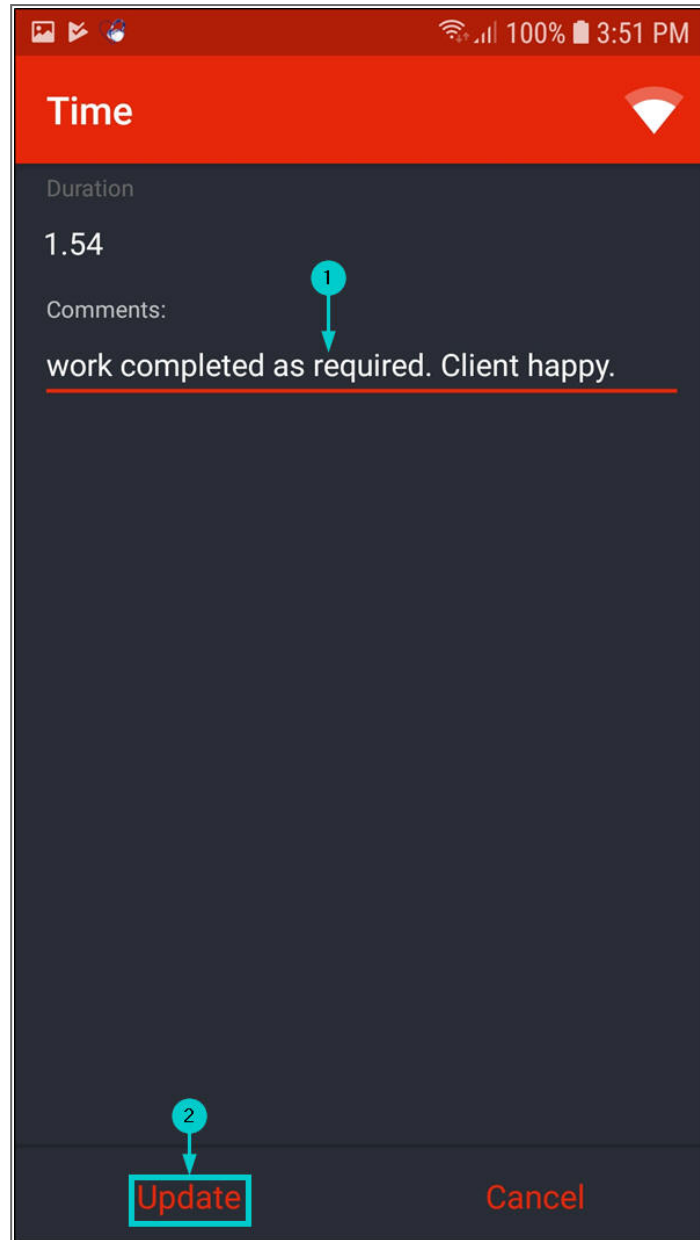 100% 3:51 PM
Time
Duration
1.54
1
Comments:
work completed as required. Client happy.
2
Update Cancel